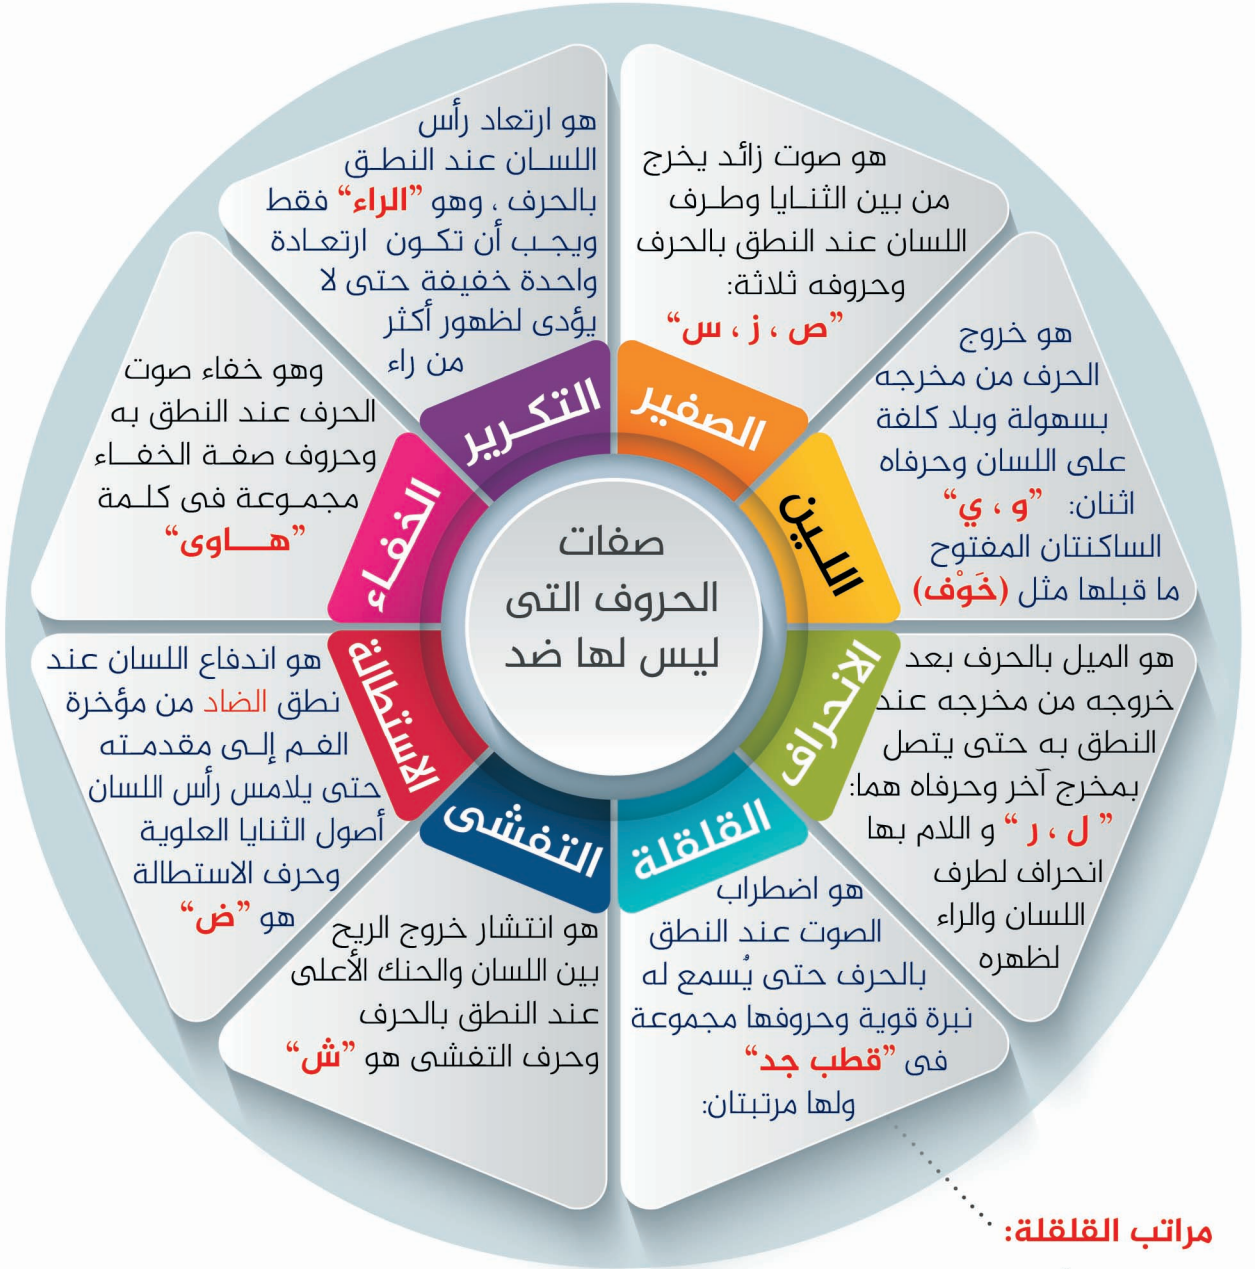 صفات
الحروف التى
ليس لها ضد
الصفير
هو صوت زائد يخرج
من بين الثنايا وطرف
اللسان عند النطق بالحرف
وحروفه ثلاثة:
”ص ، ز ، س“
اللين
هو خروج
الحرف من مخرجه
بسهولة وبلا كلفة
على اللسان وحرفاه
اثنان: ”و ، ي“
الساكنتان المفتوح
ما قبلها مثل (خَوْف)
الانحراف
هو الميل بالحرف بعد
خروجه من مخرجه عند
النطق به حتى يتصل
بمخرج آخر وحرفاه هما:
” ل ، ر “ و اللام بها
انحراف لطرف
اللسان والراء
لظهره
القلقلة
هو اضطراب
الصوت عند النطق
بالحرف حتى يُسمع له
نبرة قوية وحروفها مجموعة
فى ”قطب جد“
ولها مرتبتان:
مراتب القلقلة:
التفشى
هو انتشار خروج الريح
بين اللسان والحنك الأعلى
عند النطق بالحرف
وحرف التفشى هو ”ش“
الاستطالة
هو اندفاع اللسان عند
نطق الضاد من مؤخرة
الفم إلى مقدمته
حتى يلامس رأس اللسان
أصول الثنايا العلوية
وحرف الاستطالة
هو ”ض“
الخفاء
وهو خفاء صوت
الحرف عند النطق به
وحروف صفة الخفاء
مجموعة فى كلمة
”هاوى“
التكرير
هو ارتعاد رأس
اللسان عند النطق
بالحرف ، وهو ”الراء“ فقط
ويجب أن تكون ارتعادة
واحدة خفيفة حتى لا
يؤدى لظهور أكثر
من راء